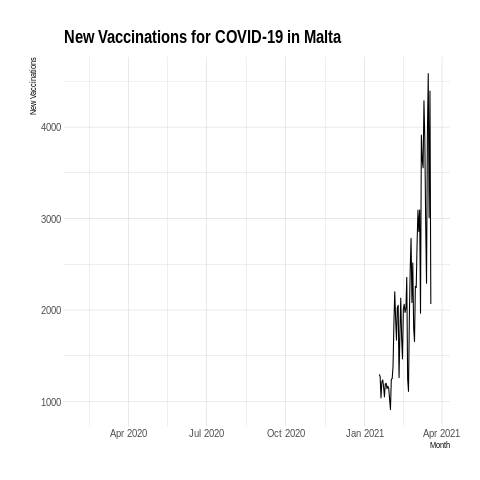 New Vaccinations for COVID-19 in Malta
New Vaccinations
4000
3000
2000
1000
Apr 2020 Jul 2020 Oct 2020 Jan 2021 Apr 2021
Month